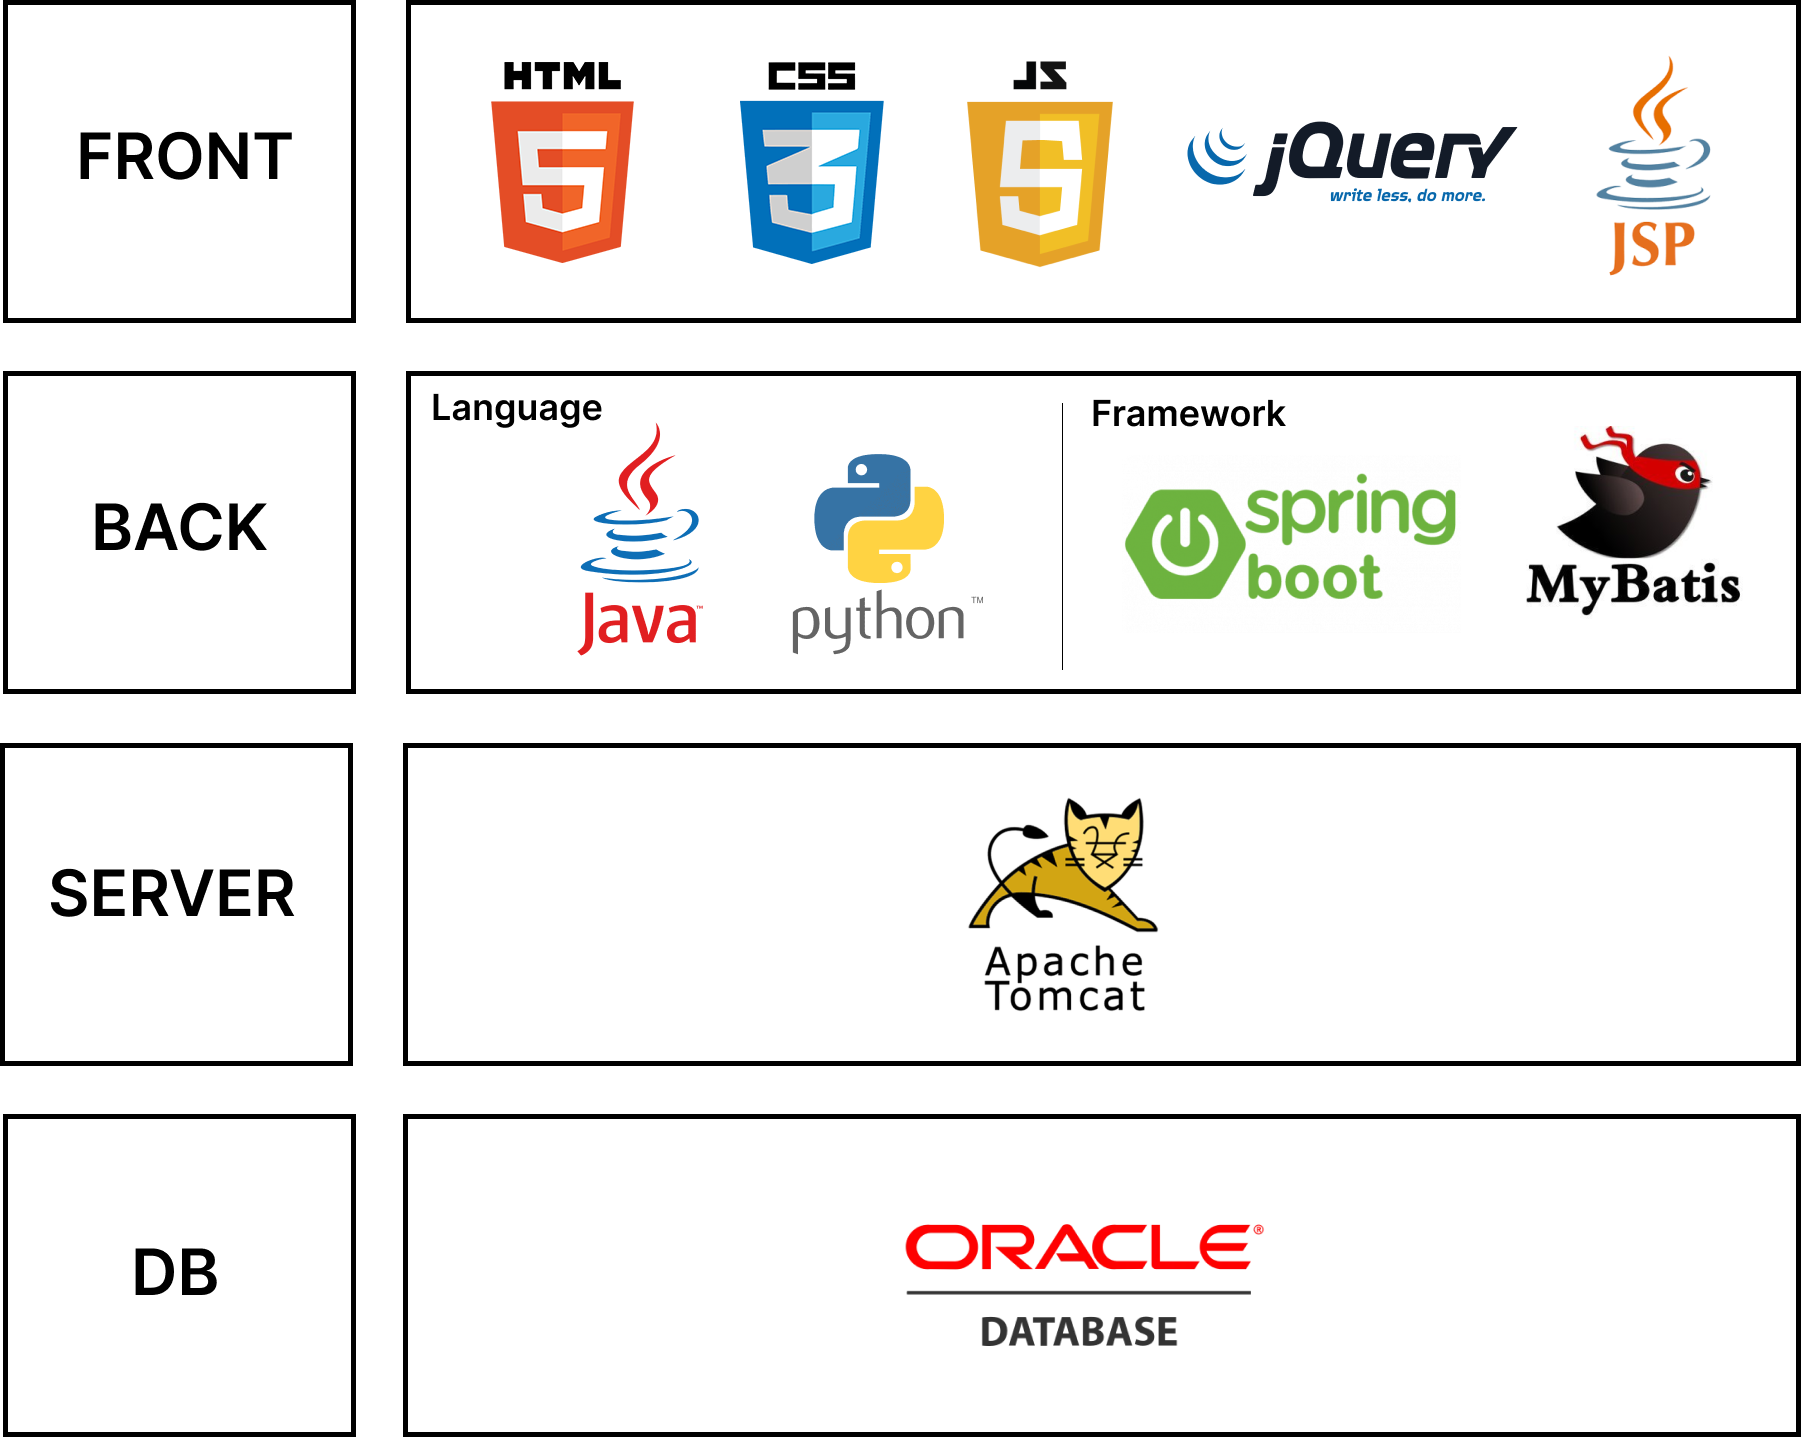 FRONT
HTML
5
CSS
3
JS
5
jQuery
write less, do more.
JSP
BACK
Language
Java™
python™
Framework
spring
boot
MyBatis
SERVER
Apache
Tomcat
DB
ORACLE®
DATABASE